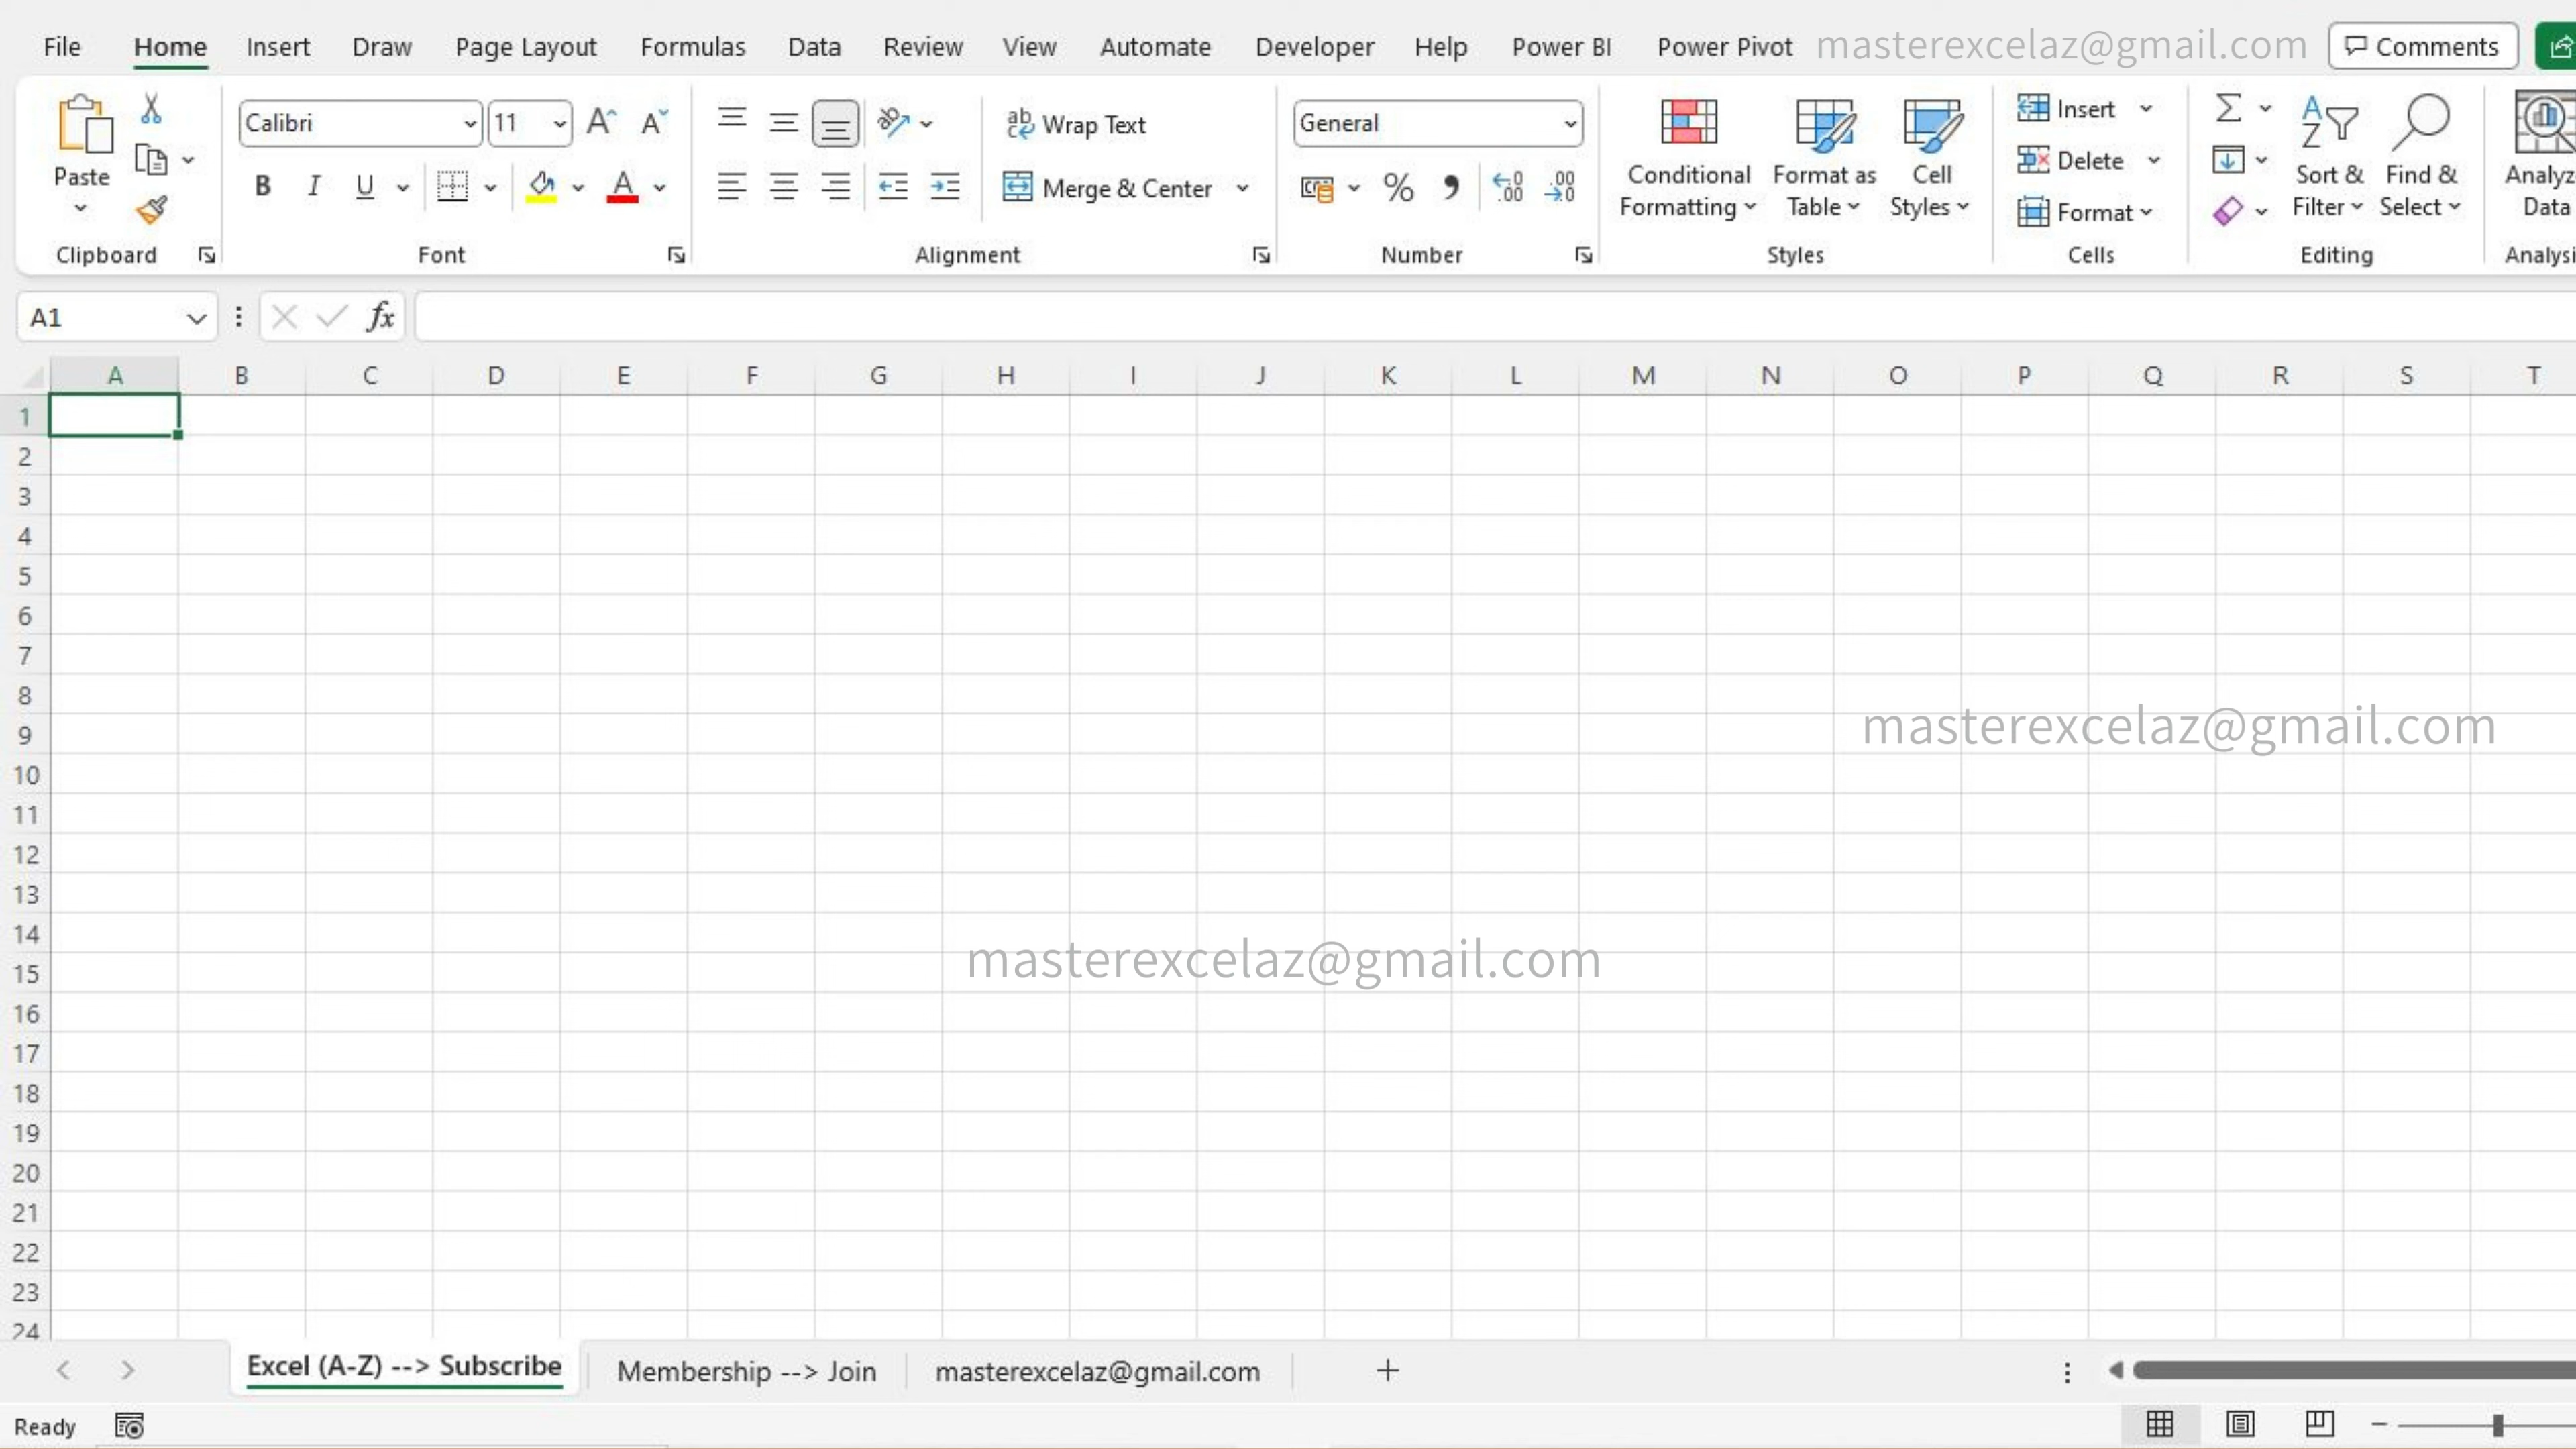 File Home Insert Draw Page Layout Formulas Data Review View Automate Developer Help Power BI Power Pivot masterexcelaz@gmail.com Comments
Calibri 11 A A ab Wrap Text General Insert
Paste B I U A ab c Merge & Center % , Conditional Formatting Format as Table Cell Styles Delete Format Sort & Filter Find & Select Analyz Data
Clipboard Font Alignment Number Styles Cells Editing Analysi
A1 fx
A B C D E F G H I J K L M N O P Q R S T
1
2
3
4
5
6
7
8
9 masterexcelaz@gmail.com
10
11
12
13
14
15 masterexcelaz@gmail.com
16
17
18
19
20
21
22
23
24
Excel (A-Z) --> Subscribe Membership --> Join masterexcelaz@gmail.com +
Ready